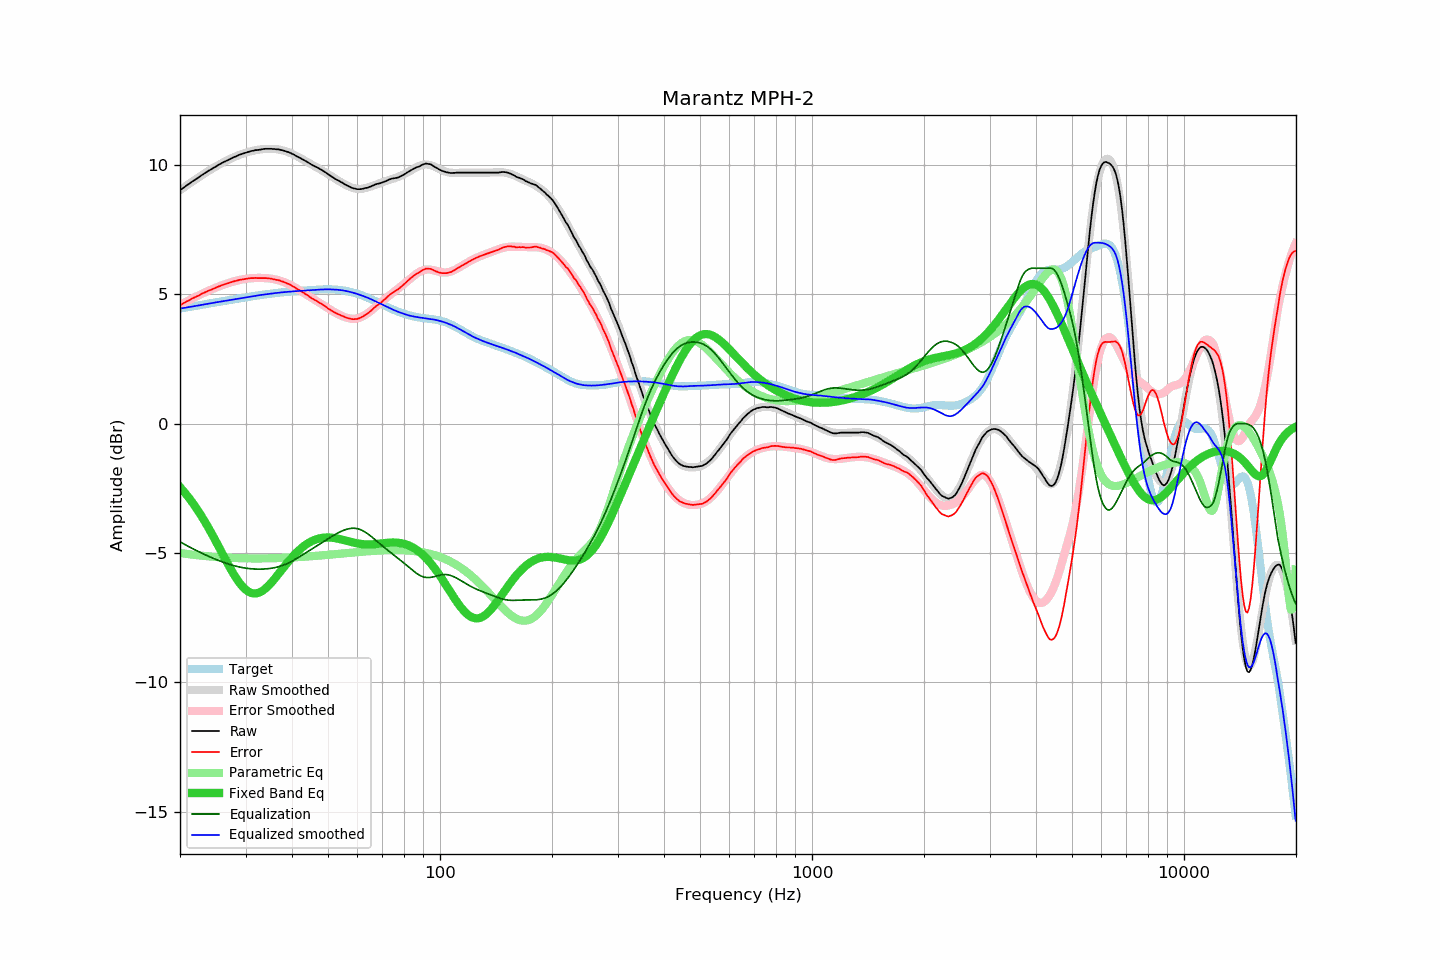 Marantz MPH-2
10
5
0
−5
−10
−15
Amplitude (dBr)
Target
Raw Smoothed
Error Smoothed
Raw
Error
Parametric Eq
Fixed Band Eq
Equalization
Equalized smoothed
100
1000
10000
Frequency (Hz)